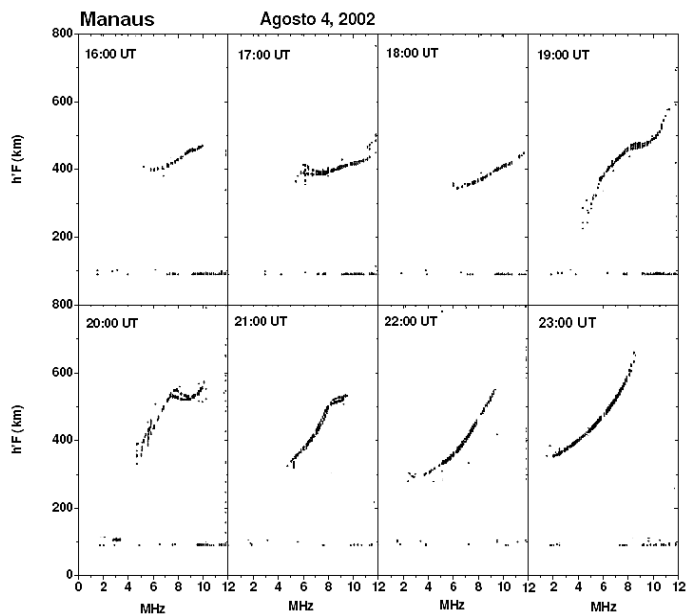 Manaus Agosto 4, 2002
800
600
400
200
h'F (km)
16:00 UT
17:00 UT
18:00 UT
19:00 UT
800
600
400
200
0
h'F (km)
20:00 UT
21:00 UT
22:00 UT
23:00 UT
0 2 4 6 8 10 12 2 4 6 8 10 12 2 4 6 8 10 12 2 4 6 8 10 12
MHz MHz MHz MHz